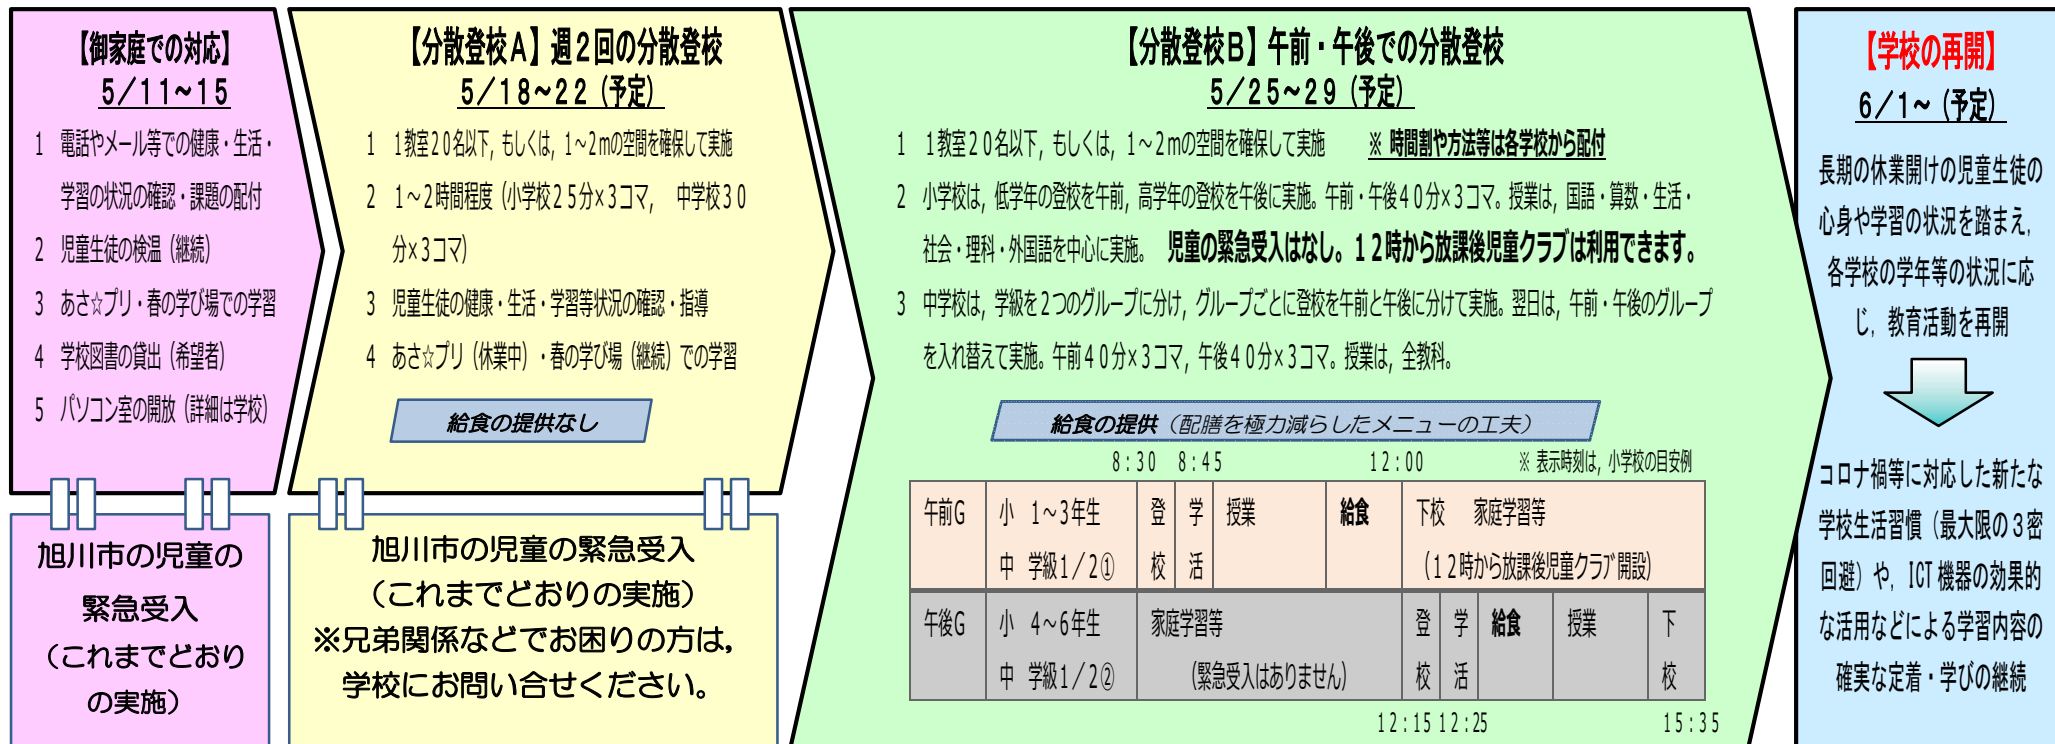 【御家庭での対応】
5/11~15
1 電話やメール等での健康・生活・
学習の状況の確認・課題の配付
2 児童生徒の検温(継続)
3 あさ☆プリ・春の学び場での学習
4 学校図書の貸出(希望者)
5 パソコン室の開放(詳細は学校)
旭川市の児童の
緊急受入
(これまでどおり
の実施)
【分散登校A】週2回の分散登校
5/18~22(予定)
1 1教室20名以下,もしくは,1~2mの空間を確保して実施
2 1~2時間程度(小学校25分×3コマ, 中学校30
分×3コマ)
3 児童生徒の健康・生活・学習等状況の確認・指導
4 あさ☆プリ(休業中)・春の学び場(継続)での学習
給食の提供なし
旭川市の児童の緊急受入
(これまでどおりの実施)
※兄弟関係などでお困りの方は,
学校にお問い合せください。
【分散登校B】午前・午後での分散登校
5/25~29(予定)
1 1教室20名以下,もしくは,1~2mの空間を確保して実施 ※ 時間割や方法等は各学校から配付
2 小学校は,低学年の登校を午前,高学年の登校を午後に実施。午前・午後40分×3コマ。授業は,国語・算数・生活・
社会・理科・外国語を中心に実施。 児童の緊急受入はなし。12時から放課後児童クラブは利用できます。
3 中学校は,学級を2つのグループに分け,グループごとに登校を午前と午後に分けて実施。翌日は,午前・午後のグループ
を入れ替えて実施。午前40分×3コマ,午後40分×3コマ。授業は,全教科。
給食の提供(配膳を極力減らしたメニューの工夫)
8:30 8:45 12:00 ※ 表示時刻は,小学校の目安例
午前G 小 1~3年生 登 学 授業 給食 下校 家庭学習等
中 学級1/2① 校 活 (12時から放課後児童クラブ開設)
午後G 小 4~6年生 家庭学習等 登 学 給食 授業 下
中 学級1/2② (緊急受入はありません) 校 活 校
12:15 12:25 15:35
【学校の再開】
6/1~(予定)
長期の休業開けの児童生徒の
心身や学習の状況を踏まえ,
各学校の学年等の状況に応
じ,教育活動を再開
コロナ禍等に対応した新たな
学校生活習慣(最大限の3密
回避)や,ICT機器の効果的
な活用などによる学習内容の
確実な定着・学びの継続